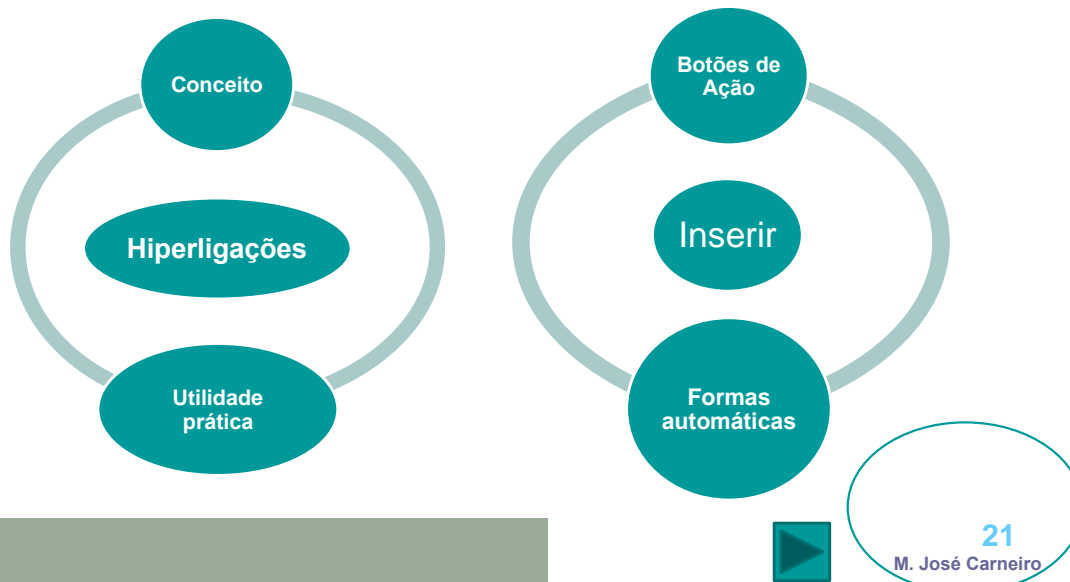 Conceito
Hiperligações
Utilidade
prática
Botões de
Ação
Inserir
Formas
automáticas
21
M. José Carneiro